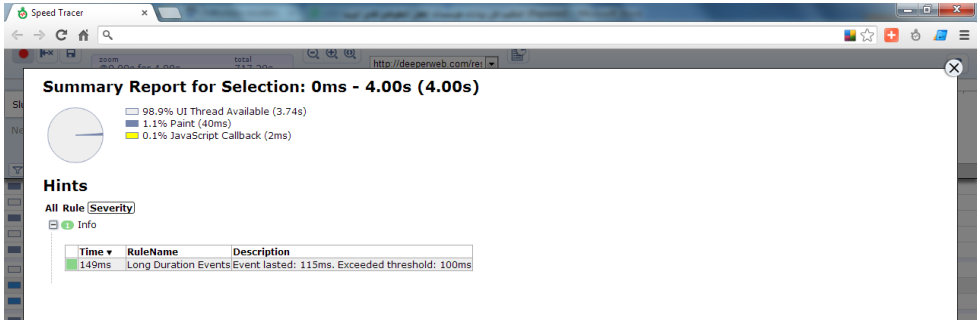 Speed Tracer
zoom
total
http://deeperweb.com/re
Summary Report for Selection: 0ms - 4.00s (4.00s)
98.9% UI Thread Available (3.74s)
1.1% Paint (40ms)
0.1% JavaScript Callback (2ms)
Hints
All Rule Severity
1 Info
Time ▾ RuleName Description
149ms Long Duration Events Event lasted: 115ms. Exceeded threshold: 100ms